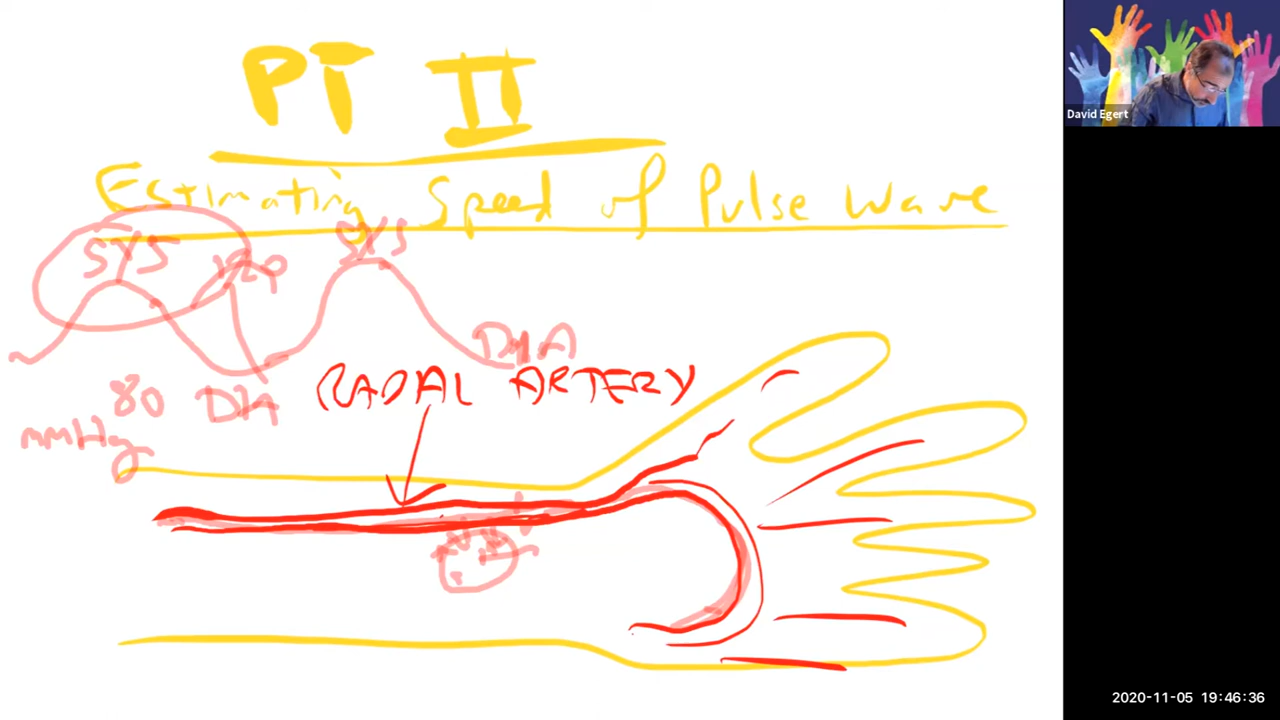 PT II
Estimating Speed of Pulse Wave
SYS
120
SYS
DIA
80 DIA
mmHg
RADIAL ARTERY
David Egert
2020-11-05 19:46:36